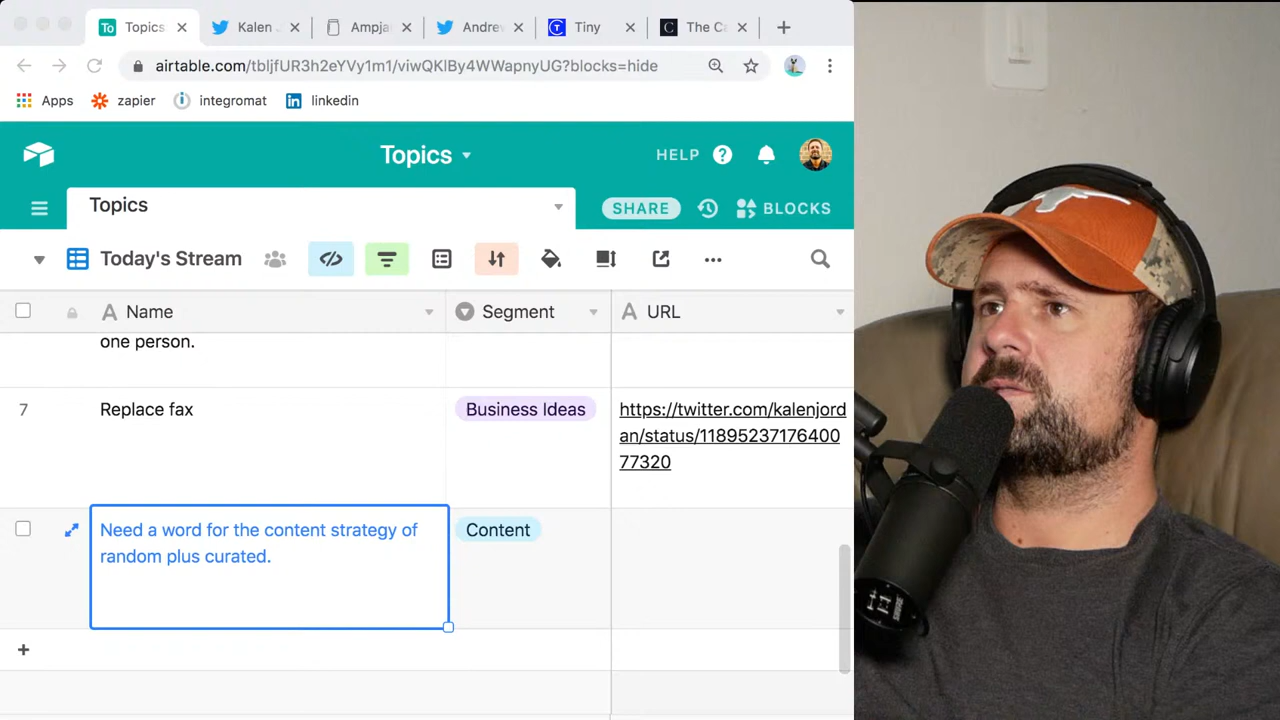 To Topics
Kalen
Ampja
Andre
Tiny
C The Ca
airtable.com/tbljfUR3h2eYVy1m1/viwQKlBy4WWapnyUG?blocks=hide
Apps
zapier
integromat
linkedin
Topics
HELP
Topics
SHARE
BLOCKS
Today's Stream
Name
Segment
URL
one person.
7
Replace fax
Business Ideas
https://twitter.com/kalenjord
an/status/11895237176400
77320
Need a word for the content strategy of
random plus curated.
Content